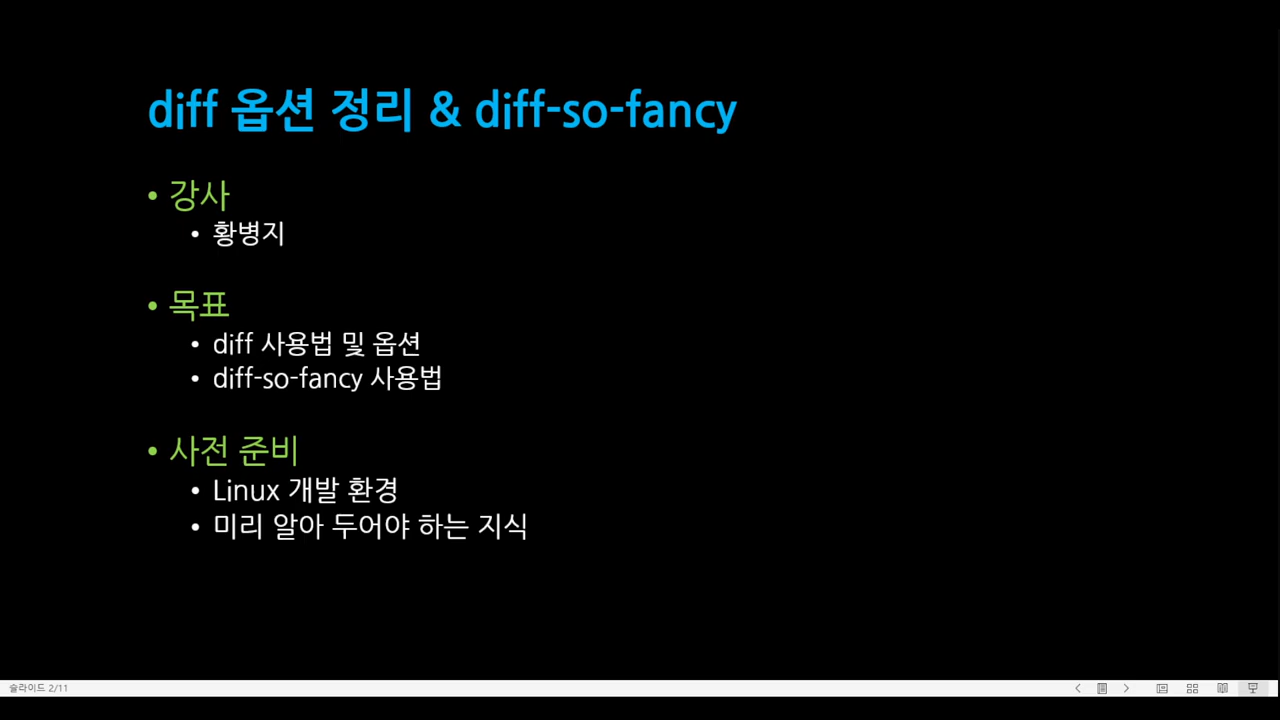 diff 옵션 정리 & diff-so-fancy
• 강사
• 황병지
• 목표
• diff 사용법 및 옵션
• diff-so-fancy 사용법
• 사전 준비
• Linux 개발 환경
• 미리 알아 두어야 하는 지식
슬라이드 2/11